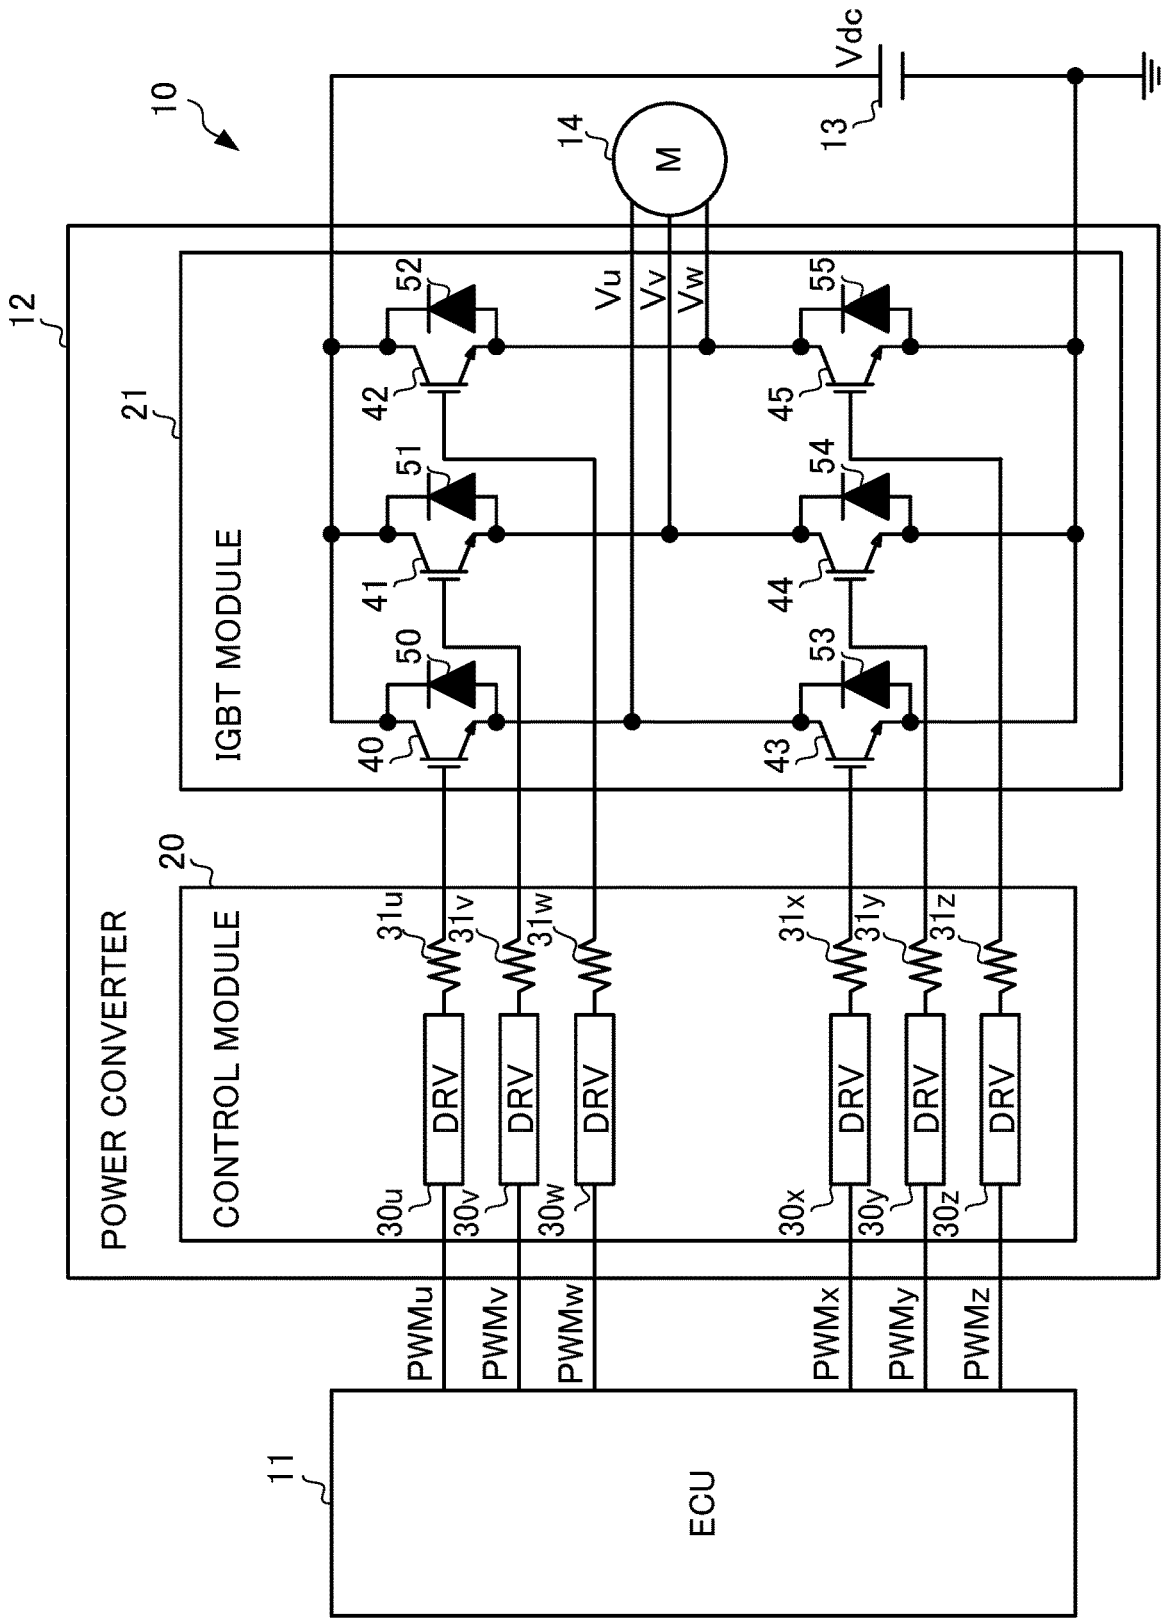 10
12
POWER CONVERTER
20
CONTROL MODULE
21
IGBT MODULE
11
ECU
PWMu
30u
DRV
31u
PWMv
30v
DRV
31v
PWMw
30w
DRV
31w
PWMx
30x
DRV
31x
PWMy
30y
DRV
31y
PWMz
30z
DRV
31z
40
50
41
51
42
52
43
53
44
54
45
55
Vu
Vv
Vw
14
M
13
Vdc